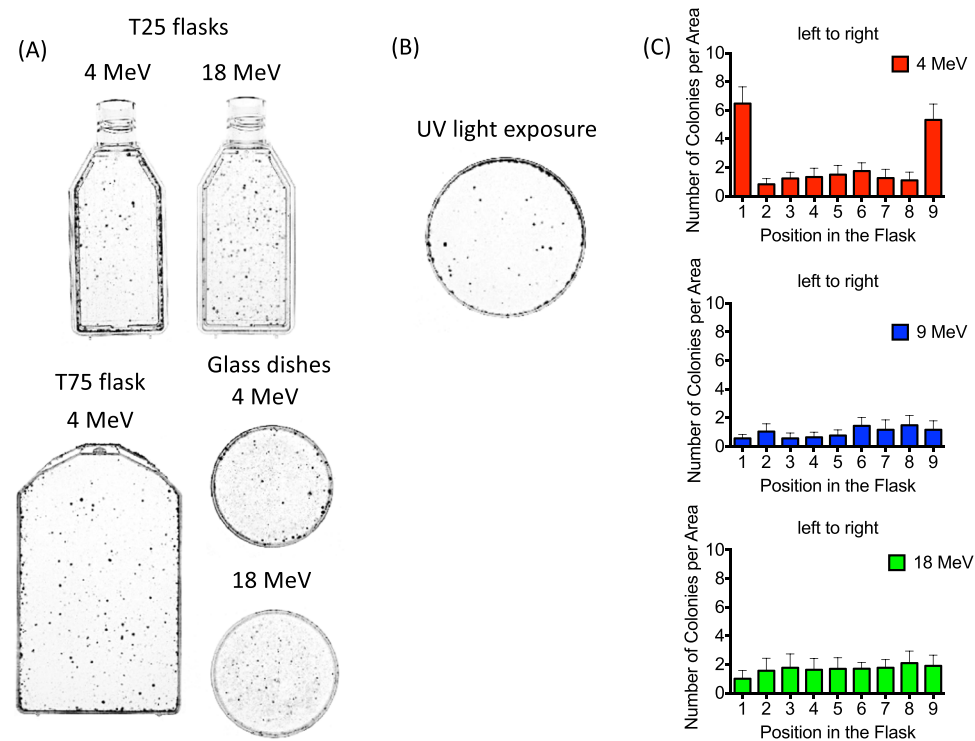 (A)
T25 flasks
4 MeV
18 MeV
T75 flask
4 MeV
Glass dishes
4 MeV
18 MeV
(B)
UV light exposure
(C)
left to right
4 MeV
Number of Colonies per Area
10
8
6
4
2
0
1 2 3 4 5 6 7 8 9
Position in the Flask
left to right
9 MeV
Number of Colonies per Area
10
8
6
4
2
0
1 2 3 4 5 6 7 8 9
Position in the Flask
left to right
18 MeV
Number of Colonies per Area
10
8
6
4
2
0
1 2 3 4 5 6 7 8 9
Position in the Flask